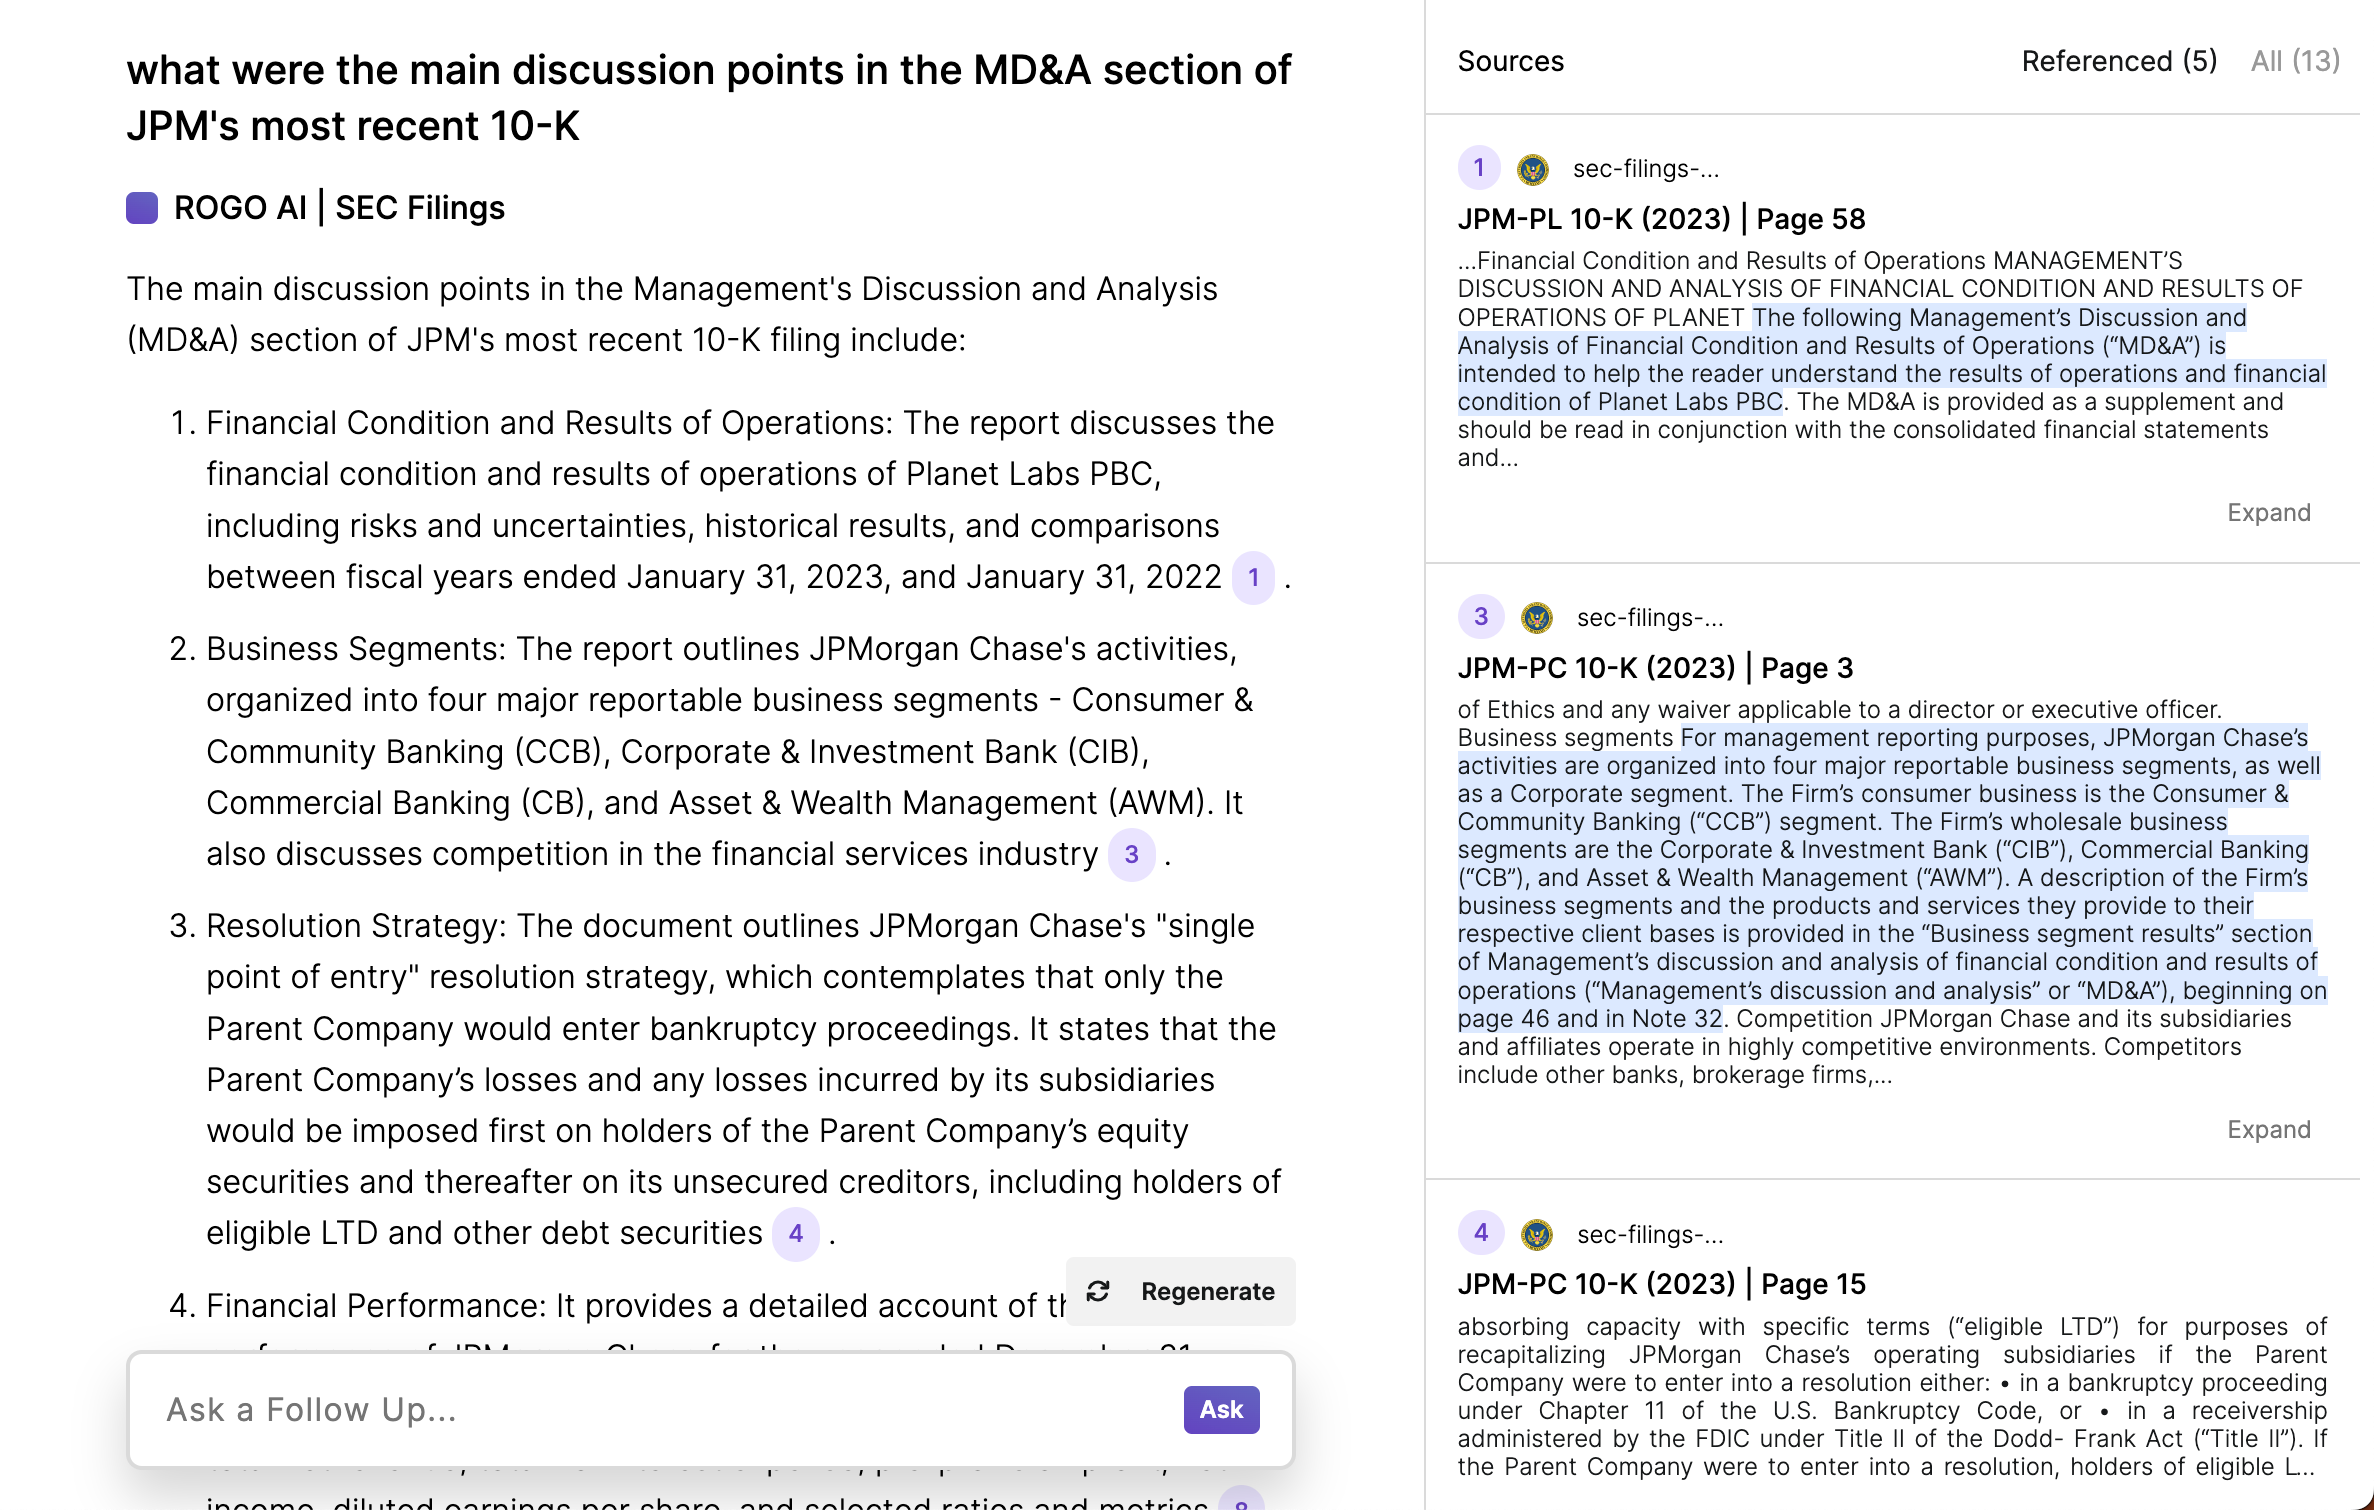 what were the main discussion points in the MD&A section of
JPM's most recent 10-K
ROGO AI | SEC Filings
The main discussion points in the Management's Discussion and Analysis
(MD&A) section of JPM's most recent 10-K filing include:
1. Financial Condition and Results of Operations: The report discusses the
financial condition and results of operations of Planet Labs PBC,
including risks and uncertainties, historical results, and comparisons
between fiscal years ended January 31, 2023, and January 31, 2022 1 .
2. Business Segments: The report outlines JPMorgan Chase's activities,
organized into four major reportable business segments - Consumer &
Community Banking (CCB), Corporate & Investment Bank (CIB),
Commercial Banking (CB), and Asset & Wealth Management (AWM). It
also discusses competition in the financial services industry 3 .
3. Resolution Strategy: The document outlines JPMorgan Chase's "single
point of entry" resolution strategy, which contemplates that only the
Parent Company would enter bankruptcy proceedings. It states that the
Parent Company’s losses and any losses incurred by its subsidiaries
would be imposed first on holders of the Parent Company’s equity
securities and thereafter on its unsecured creditors, including holders of
eligible LTD and other debt securities 4 .
4. Financial Performance: It provides a detailed account of
Regenerate
Ask a Follow Up...
Ask
income, diluted earnings per share, and selected ratios and metrics 8
Sources
Referenced (5) All (13)
1 sec-filings-...
JPM-PL 10-K (2023) | Page 58
...Financial Condition and Results of Operations MANAGEMENT’S
DISCUSSION AND ANALYSIS OF FINANCIAL CONDITION AND RESULTS OF
OPERATIONS OF PLANET The following Management’s Discussion and
Analysis of Financial Condition and Results of Operations (“MD&A”) is
intended to help the reader understand the results of operations and financial
condition of Planet Labs PBC. The MD&A is provided as a supplement and
should be read in conjunction with the consolidated financial statements
and...
Expand
3 sec-filings-...
JPM-PC 10-K (2023) | Page 3
of Ethics and any waiver applicable to a director or executive officer.
Business segments For management reporting purposes, JPMorgan Chase’s
activities are organized into four major reportable business segments, as well
as a Corporate segment. The Firm’s consumer business is the Consumer &
Community Banking (“CCB”) segment. The Firm’s wholesale business
segments are the Corporate & Investment Bank (“CIB”), Commercial Banking
(“CB”), and Asset & Wealth Management (“AWM”). A description of the Firm’s
business segments and the products and services they provide to their
respective client bases is provided in the “Business segment results” section
of Management’s discussion and analysis of financial condition and results of
operations (“Management’s discussion and analysis” or “MD&A”), beginning on
page 46 and in Note 32. Competition JPMorgan Chase and its subsidiaries
and affiliates operate in highly competitive environments. Competitors
include other banks, brokerage firms,...
Expand
4 sec-filings-...
JPM-PC 10-K (2023) | Page 15
absorbing capacity with specific terms (“eligible LTD”) for purposes of
recapitalizing JPMorgan Chase’s operating subsidiaries if the Parent
Company were to enter into a resolution either: • in a bankruptcy proceeding
under Chapter 11 of the U.S. Bankruptcy Code, or • in a receivership
administered by the FDIC under Title II of the Dodd- Frank Act (“Title II”). If
the Parent Company were to enter into a resolution, holders of eligible L...